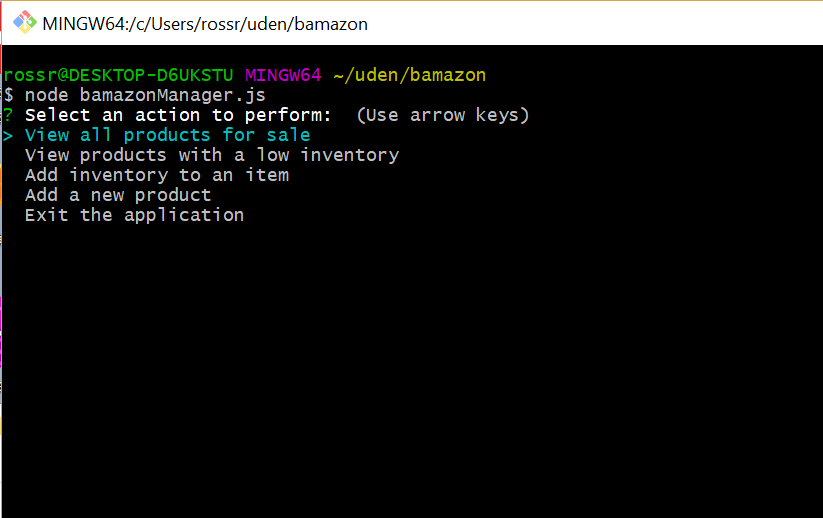 MINGW64:/c/Users/rossr/uden/bamazon
rossr@DESKTOP-D6UKSTU MINGW64 ~/uden/bamazon
$ node bamazonManager.js
? Select an action to perform:  (Use arrow keys)
> View all products for sale
  View products with a low inventory
  Add inventory to an item
  Add a new product
  Exit the application